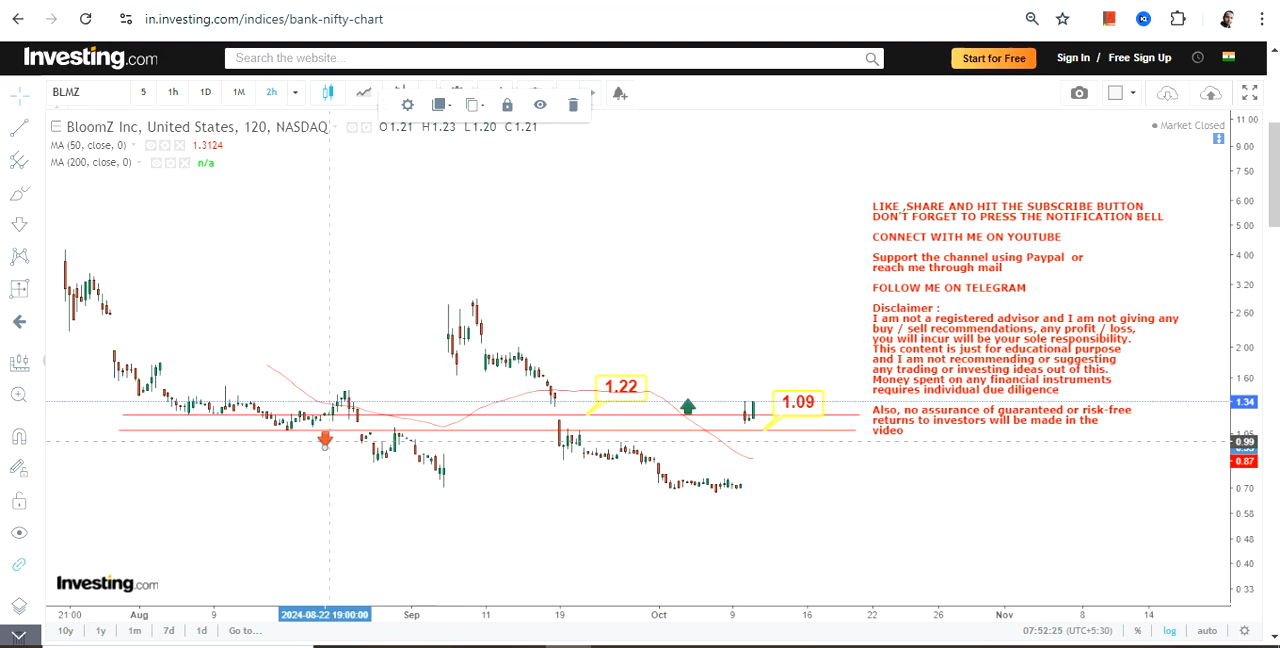 in.investing.com/indices/bank-nifty-chart
Investing.com
Search the website...
Start for Free
Sign In / Free Sign Up
BLMZ
5 1h 1D 1M 2h
BloomZ Inc, United States, 120, NASDAQ
O 1.21 H 1.23 L 1.20 C 1.21
MA (50, close, 0) 1.3124
MA (200, close, 0) n/a
Market Closed
11.00
9.00
7.50
6.00
5.00
4.00
3.20
2.60
2.00
1.60
1.34
1.05
0.99
0.87
0.70
0.58
0.48
0.40
0.33
LIKE ,SHARE AND HIT THE SUBSCRIBE BUTTON
DON'T FORGET TO PRESS THE NOTIFICATION BELL
CONNECT WITH ME ON YOUTUBE
Support the channel using Paypal or
reach me through mail
FOLLOW ME ON TELEGRAM
Disclaimer :
I am not a registered advisor and I am not giving any
buy / sell recommendations, any profit / loss,
you will incur will be your sole responsibility.
This content is just for educational purpose
and I am not recommending or suggesting
any trading or investing ideas out of this.
Money spent on any financial instruments
requires individual due diligence
Also, no assurance of guaranteed or risk-free
returns to investors will be made in the
video
1.22
1.09
Investing.com
21:00 Aug 9 2024-08-22 19:00:00 Sep 11 19 Oct 9 16 22 26 Nov 8 14
10y 1y 1m 7d 1d Go to...
07:52:25 (UTC+5:30) % log auto